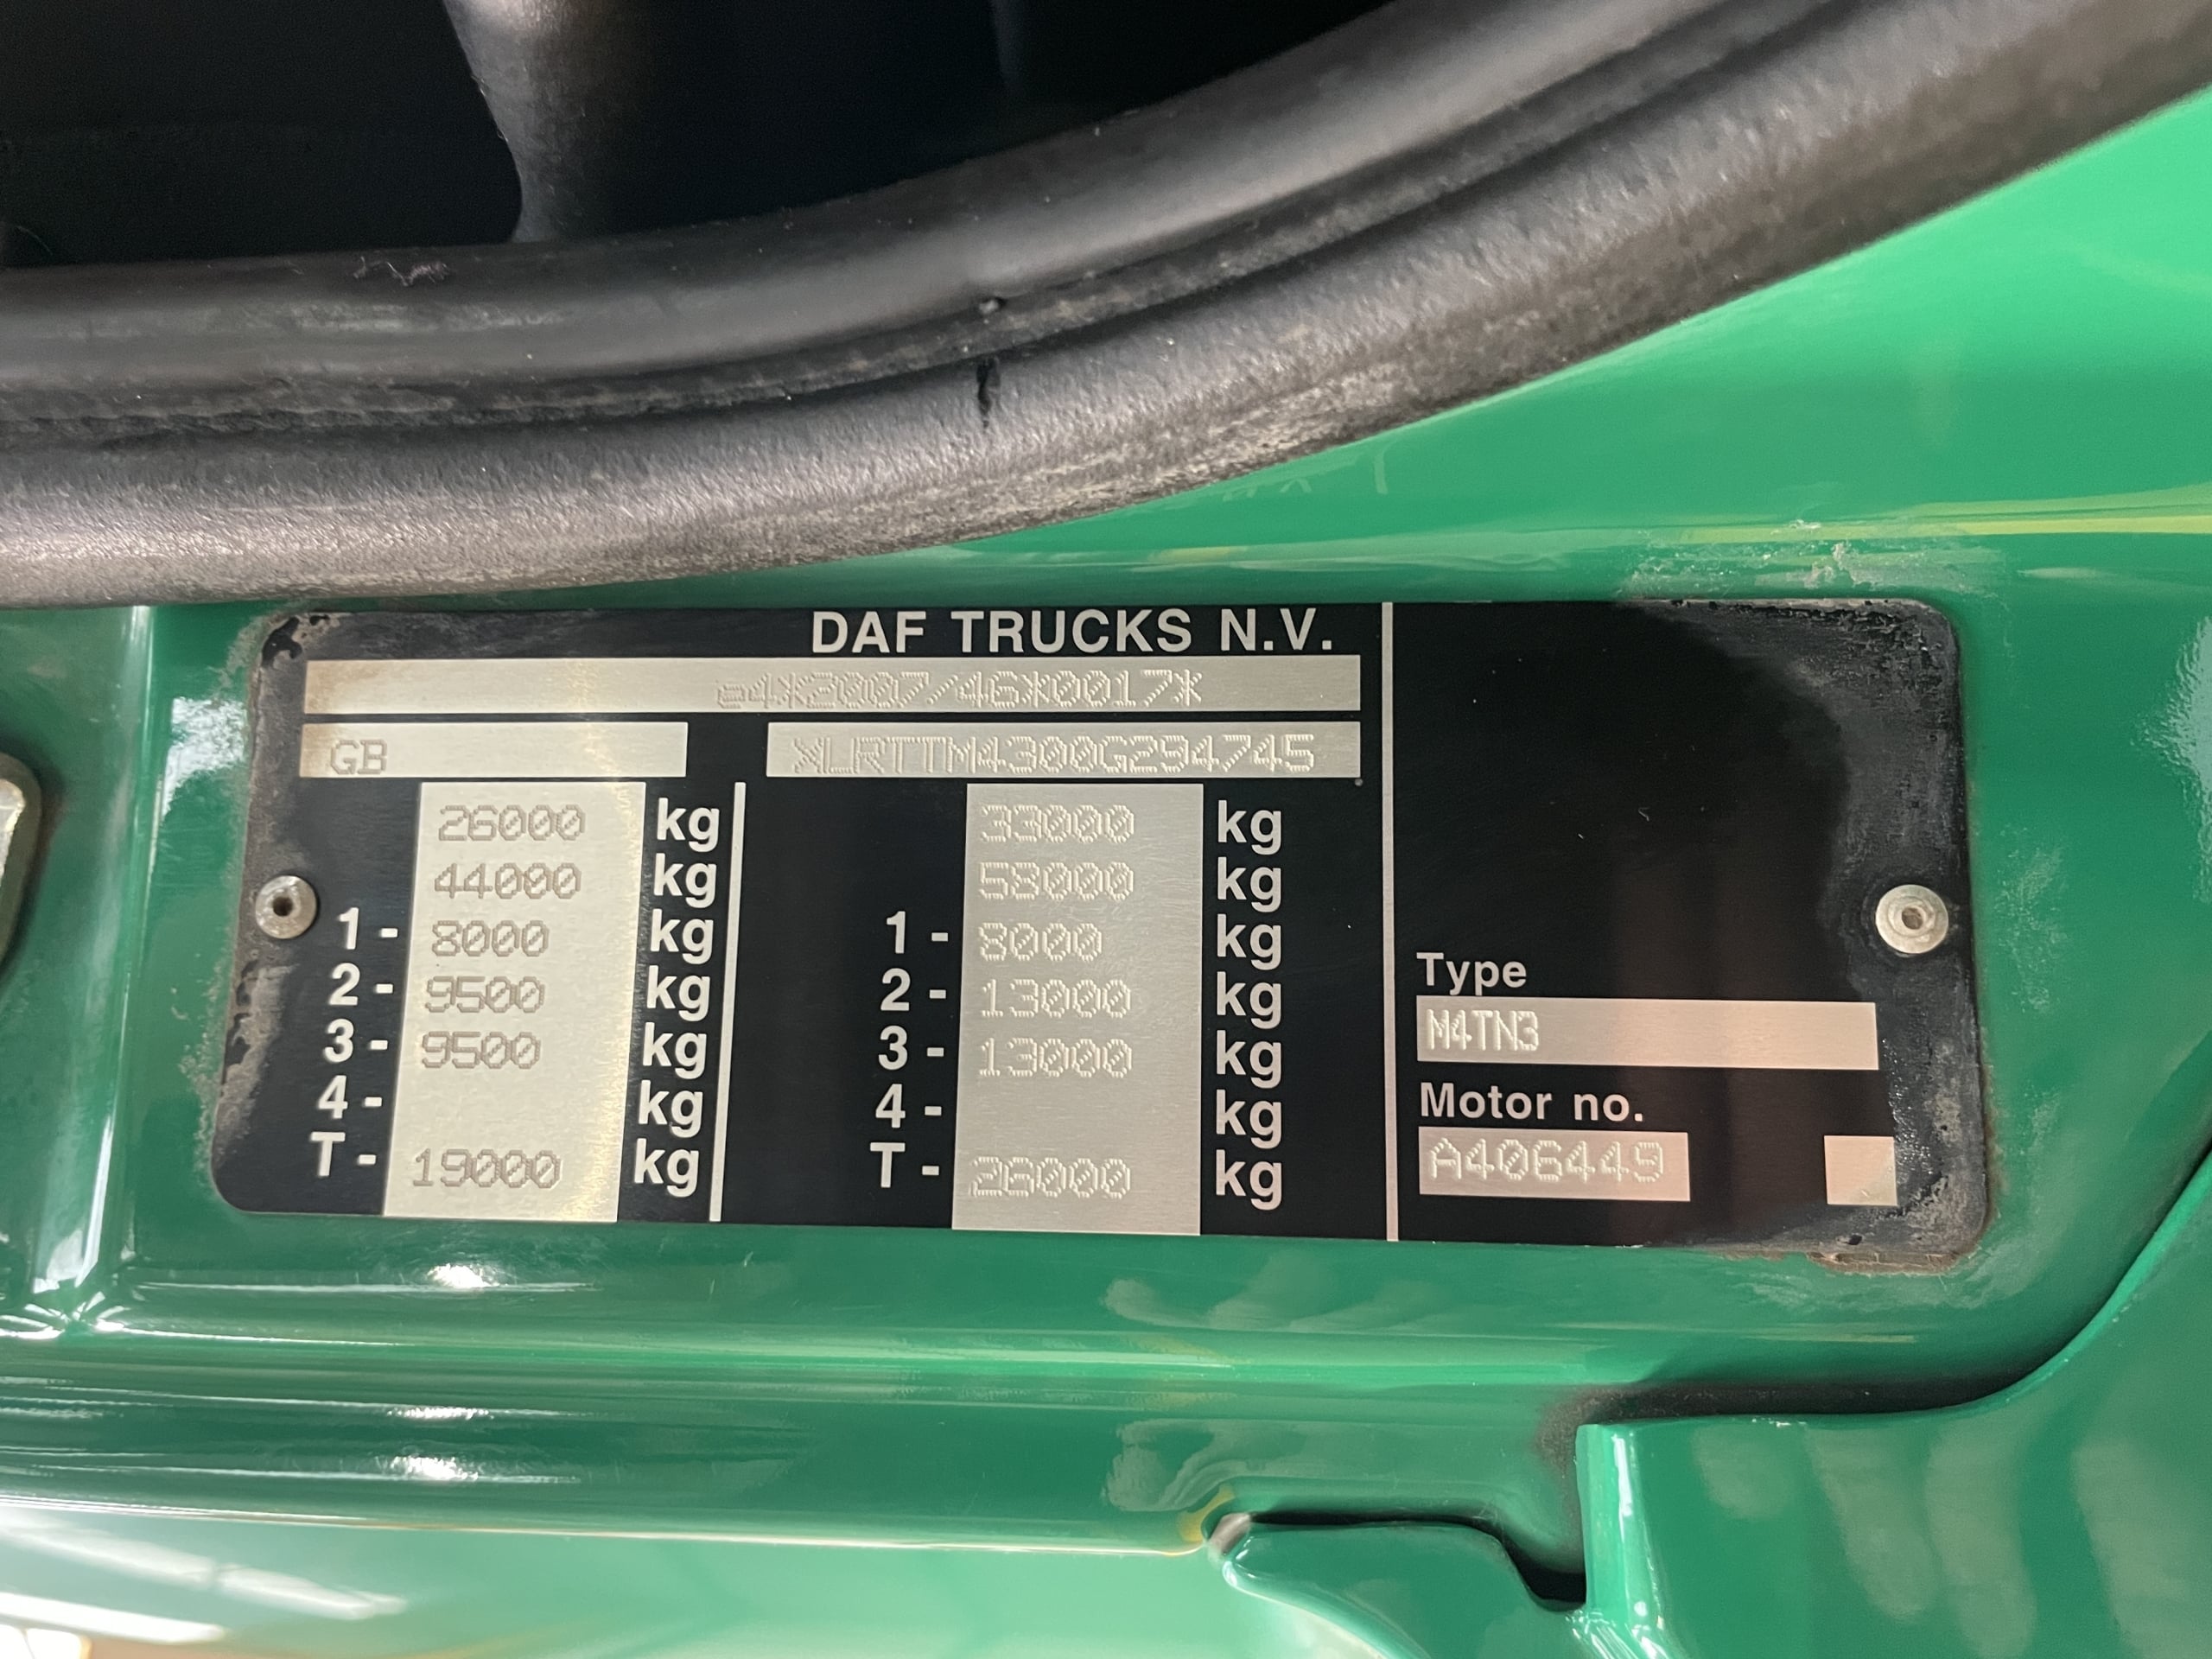 DAF TRUCKS N.V.
e4*2007/46*0017*
GB XLRTTM4300G294745
26000 kg 33000 kg
44000 kg 58000 kg
1- 8000 kg 1- 8000 kg
2- 9500 kg 2- 13000 kg
3- 9500 kg 3- 13000 kg
4- kg 4- kg
T- 19000 kg T- 26000 kg
Type
M4TN3
Motor no.
A406449